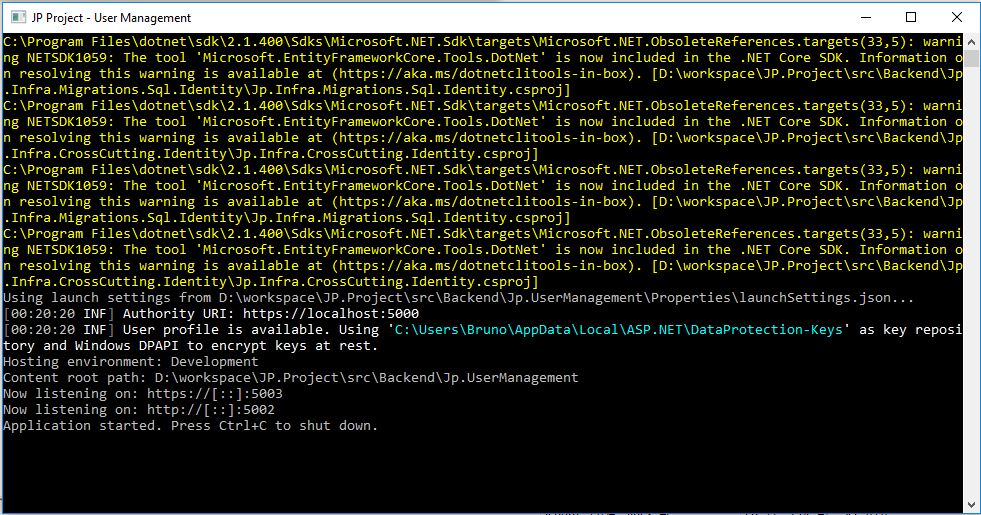 JP Project - User Management
C:\Program Files\dotnet\sdk\2.1.400\Sdks\Microsoft.NET.Sdk\targets\Microsoft.NET.ObsoleteReferences.targets(33,5): warni
ng NETSDK1059: The tool 'Microsoft.EntityFrameworkCore.Tools.DotNet' is now included in the .NET Core SDK. Information o
n resolving this warning is available at (https://aka.ms/dotnetclitools-in-box). [D:\workspace\JP.Project\src\Backend\Jp
.Infra.Migrations.Sql.Identity\Jp.Infra.Migrations.Sql.Identity.csproj]
C:\Program Files\dotnet\sdk\2.1.400\Sdks\Microsoft.NET.Sdk\targets\Microsoft.NET.ObsoleteReferences.targets(33,5): warni
ng NETSDK1059: The tool 'Microsoft.EntityFrameworkCore.Tools.DotNet' is now included in the .NET Core SDK. Information o
n resolving this warning is available at (https://aka.ms/dotnetclitools-in-box). [D:\workspace\JP.Project\src\Backend\Jp
.Infra.CrossCutting.Identity\Jp.Infra.CrossCutting.Identity.csproj]
C:\Program Files\dotnet\sdk\2.1.400\Sdks\Microsoft.NET.Sdk\targets\Microsoft.NET.ObsoleteReferences.targets(33,5): warni
ng NETSDK1059: The tool 'Microsoft.EntityFrameworkCore.Tools.DotNet' is now included in the .NET Core SDK. Information o
n resolving this warning is available at (https://aka.ms/dotnetclitools-in-box). [D:\workspace\JP.Project\src\Backend\Jp
.Infra.Migrations.Sql.Identity\Jp.Infra.Migrations.Sql.Identity.csproj]
C:\Program Files\dotnet\sdk\2.1.400\Sdks\Microsoft.NET.Sdk\targets\Microsoft.NET.ObsoleteReferences.targets(33,5): warni
ng NETSDK1059: The tool 'Microsoft.EntityFrameworkCore.Tools.DotNet' is now included in the .NET Core SDK. Information o
n resolving this warning is available at (https://aka.ms/dotnetclitools-in-box). [D:\workspace\JP.Project\src\Backend\Jp
.Infra.CrossCutting.Identity\Jp.Infra.CrossCutting.Identity.csproj]
Using launch settings from D:\workspace\JP.Project\src\Backend\Jp.UserManagement\Properties\launchSettings.json...
[00:20:20 INF] Authority URI: https://localhost:5000
[00:20:20 INF] User profile is available. Using 'C:\Users\Bruno\AppData\Local\ASP.NET\DataProtection-Keys' as key reposi
tory and Windows DPAPI to encrypt keys at rest.
Hosting environment: Development
Content root path: D:\workspace\JP.Project\src\Backend\Jp.UserManagement
Now listening on: https://[::]:5003
Now listening on: http://[::]:5002
Application started. Press Ctrl+C to shut down.